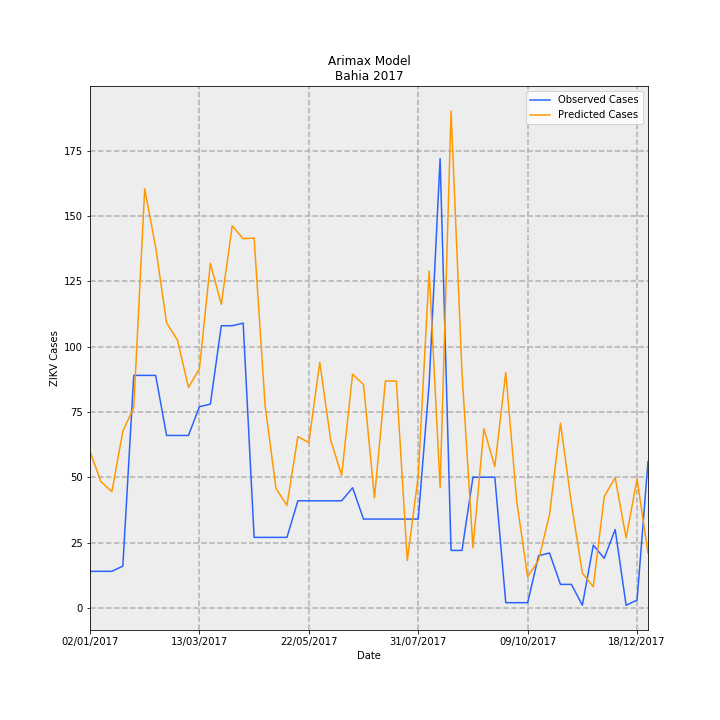 Arimax Model
Bahia 2017
Observed Cases
Predicted Cases
ZIKV Cases
175
150
125
100
75
50
25
0
02/01/2017
13/03/2017
22/05/2017
31/07/2017
09/10/2017
18/12/2017
Date